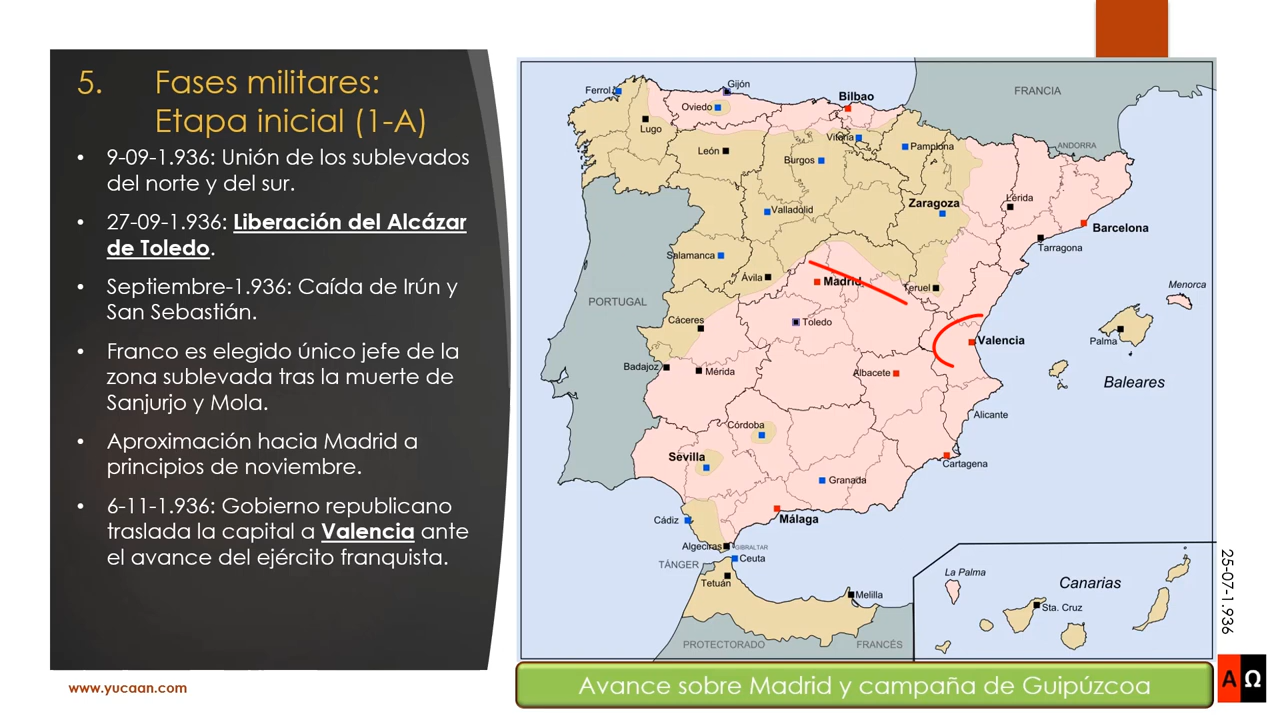 5. Fases militares:
Etapa inicial (1-A)
• 9-09-1.936: Unión de los sublevados
del norte y del sur.
• 27-09-1.936: Liberación del Alcázar
de Toledo.
• Septiembre-1.936: Caída de Irún y
San Sebastián.
• Franco es elegido único jefe de la
zona sublevada tras la muerte de
Sanjurjo y Mola.
• Aproximación hacia Madrid a
principios de noviembre.
• 6-11-1.936: Gobierno republicano
traslada la capital a Valencia ante
el avance del ejército franquista.
www.yucaan.com
Gijón
Ferrol
Bilbao
FRANCIA
Oviedo
Lugo
Vitoria
Pamplona
ANDORRA
León
Burgos
Lérida
Zaragoza
Valladolid
Barcelona
Tarragona
Salamanca
Ávila
Madrid
Teruel
Menorca
PORTUGAL
Cáceres
Toledo
Valencia
Palma
Badajoz
Mérida
Albacete
Baleares
Alicante
Córdoba
Sevilla
Cartagena
Granada
Cádiz
Málaga
Algeciras
GIBRALTAR
Ceuta
TÁNGER
Tetuán
Melilla
La Palma
Canarias
Sta. Cruz
PROTECTORADO
FRANCÉS
25-07-1.936
Avance sobre Madrid y campaña de Guipúzcoa
A Ω